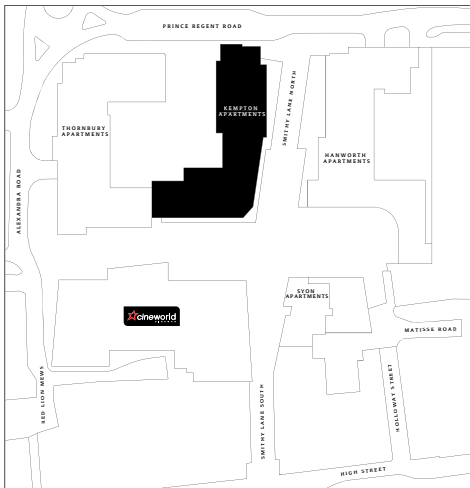 PRINCE REGENT ROAD
KEMPTON
APARTMENTS
SMITHY LANE NORTH
THORNBURY
APARTMENTS
HANWORTH
APARTMENTS
ALEXANDRA ROAD
SYON
APARTMENTS
cineworld
MATISSE ROAD
RED LION MEWS
SMITHY LANE SOUTH
HOLLOWAY STREET
HIGH STREET